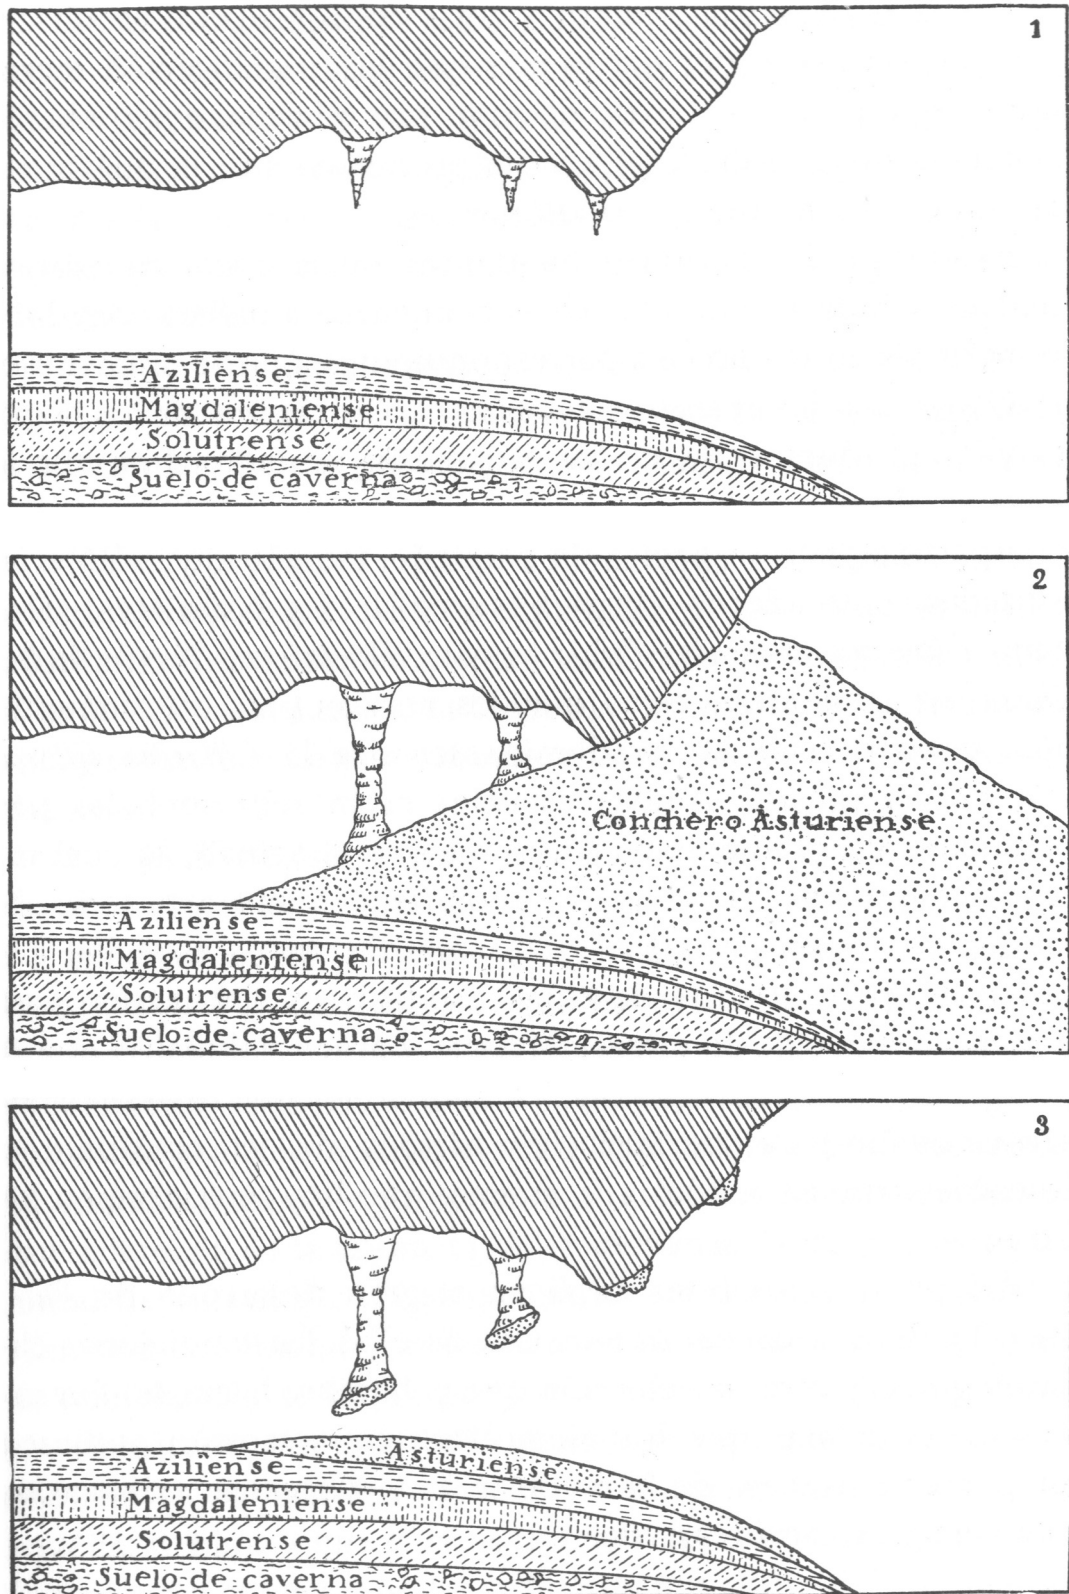 1
Aziliense
Magdaleniense
Solutrense
Suelo de caverna
2
Conchero Asturiense
Aziliense
Magdaleniense
Solutrense
Suelo de caverna
3
Asturiense
Aziliense
Magdaleniense
Solutrense
Suelo de caverna